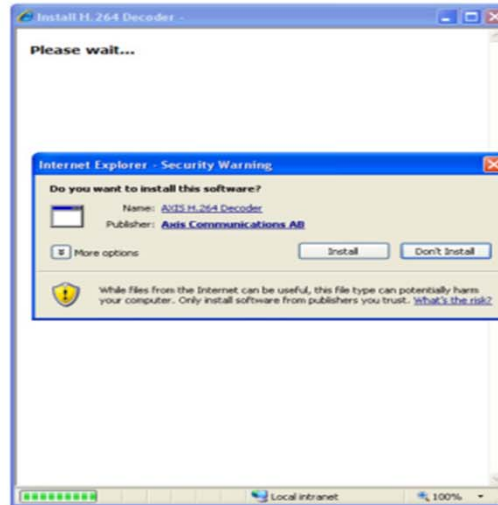 Install H.264 Decoder -
Please wait...
Internet Explorer - Security Warning
Do you want to install this software?
Name: AXIS H.264 Decoder
Publisher: Axis Communications AB
More options
Install
Don't Install
While files from the Internet can be useful, this file type can potentially harm
your computer. Only install software from publishers you trust. What's the risk?
Local intranet
100%